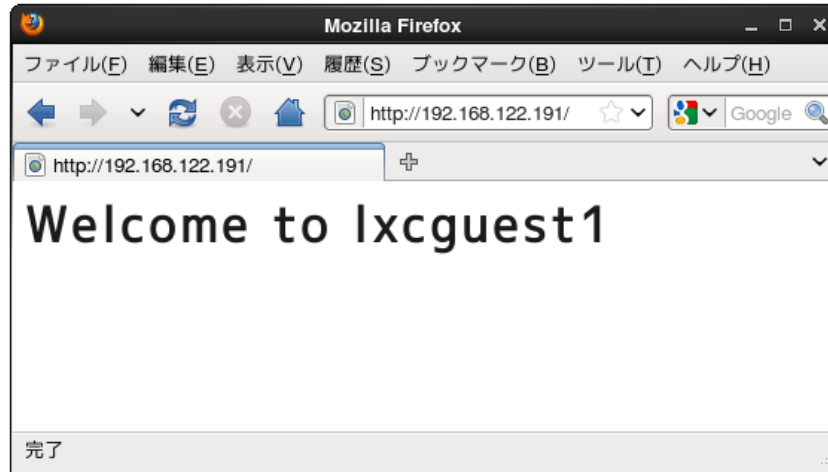 Mozilla Firefox
ファイル(F) 編集(E) 表示(V) 履歴(S) ブックマーク(B) ツール(T) ヘルプ(H)
http://192.168.122.191/ Google
http://192.168.122.191/
Welcome to lxcguest1
完了